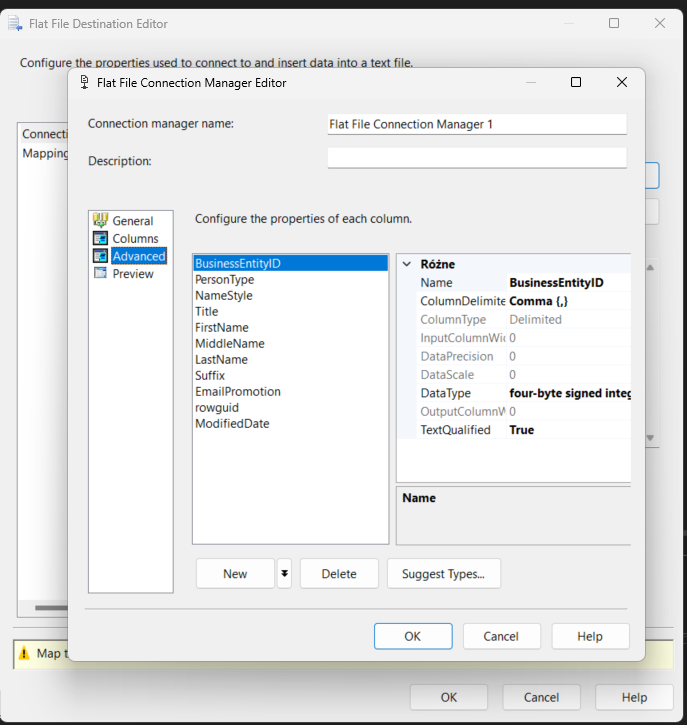 Flat File Destination Editor
Configure the properties used to connect to and insert data into a text file.
Flat File Connection Manager Editor
Connection manager name:
Flat File Connection Manager 1
Description:
General
Columns
Advanced
Preview
Configure the properties of each column.
BusinessEntityID
PersonType
NameStyle
Title
FirstName
MiddleName
LastName
Suffix
EmailPromotion
rowguid
ModifiedDate
Różne
Name BusinessEntityID
ColumnDelimite Comma {,}
ColumnType Delimited
InputColumnWi 0
DataPrecision 0
DataScale 0
DataType four-byte signed integ
OutputColumnW 0
TextQualified True
Name
New
Delete
Suggest Types...
OK
Cancel
Help
Connecti
Mapping
Map t
OK
Cancel
Help